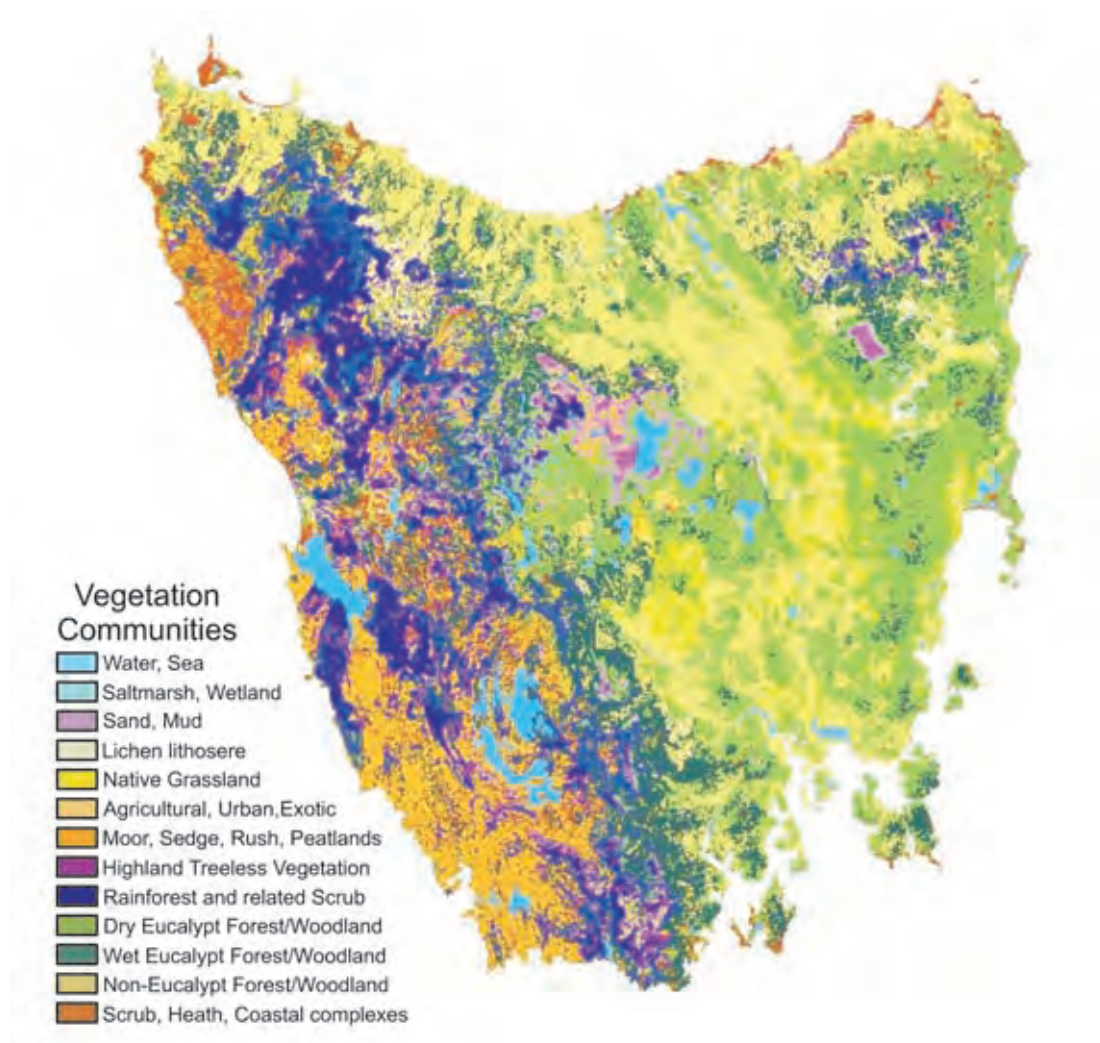 Vegetation
Communities
Water, Sea
Saltmarsh, Wetland
Sand, Mud
Lichen lithosere
Native Grassland
Agricultural, Urban,Exotic
Moor, Sedge, Rush, Peatlands
Highland Treeless Vegetation
Rainforest and related Scrub
Dry Eucalypt Forest/Woodland
Wet Eucalypt Forest/Woodland
Non-Eucalypt Forest/Woodland
Scrub, Heath, Coastal complexes